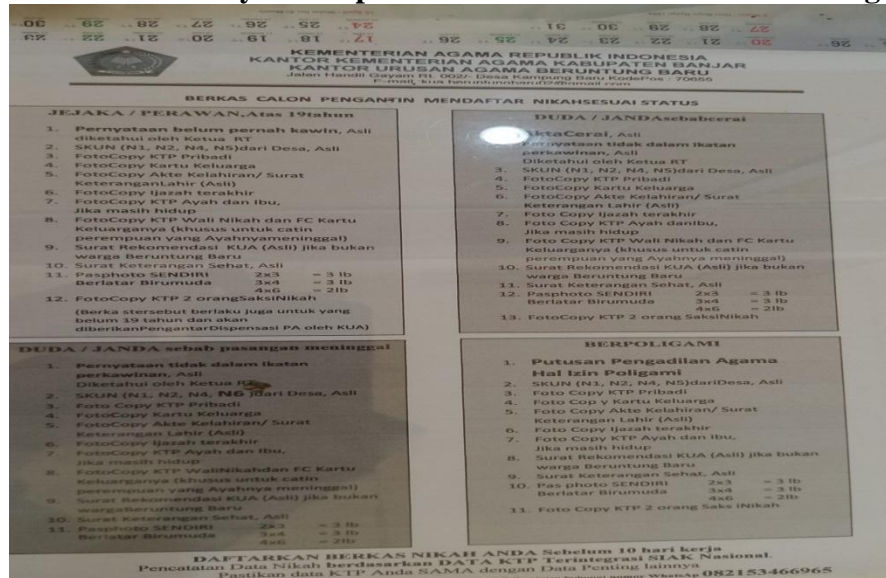 KEMENTERIAN AGAMA REPUBLIK INDONESIA
KANTOR KEMENTERIAN AGAMA KABUPATEN BANJAR
KANTOR URUSAN AGAMA BERUNTUNG BARU
Jalan Handil Gayam Rt. 002/- Desa Kampung Baru KodePos : 70655
BERKAS CALON PENGANTIN MENDAFTAR NIKAHSESUAI STATUS
JEJAKA / PERAWAN,Atas 19tahun
1. Pernyataan belum pernah kawin, Asli
diketahui oleh Ketua RT
2. SKUN (N1, N2, N4, N5)dari Desa, Asli
3. FotoCopy KTP Pribadi
4. FotoCopy Kartu Keluarga
5. FotoCopy Akte Kelahiran/ Surat
KeteranganLahir (Asli)
6. FotoCopy Ijazah terakhir
7. FotoCopy KTP Ayah dan Ibu,
Jika masih hidup
8. FotoCopy KTP Wali Nikah dan FC Kartu
Keluarganya (khusus untuk catin
perempuan yang Ayahnyameninggal)
9. Surat Rekomendasi KUA (Asli) jika bukan
warga Beruntung Baru
10. Surat Keterangan Sehat, Asli
11. Pasphoto SENDIRI 2x3 = 3 lb
Berlatar Birumuda 3x4 = 3 lb
4x6 = 2lb
12. FotoCopy KTP 2 orangSaksiNikah
(Berka stersebut berlaku juga untuk yang
belum 19 tahun dan akan
diberikanPengantarDispensasi PA oleh KUA)
DUDA / JANDAsebabcerai
AktaCerai, Asli
Pernyataan tidak dalam ikatan
perkawinan, Asli
Diketahui oleh Ketua RT
3. SKUN (N1, N2, N4, N5)dari Desa, Asli
4. FotoCopy KTP Pribadi
5. FotoCopy Kartu Keluarga
6. FotoCopy Akte Kelahiran/ Surat
Keterangan Lahir (Asli)
7. Foto Copy Ijazah terakhir
8. Foto Copy KTP Ayah danIbu,
Jika masih hidup
9. Foto Copy KTP Wali Nikah dan FC Kartu
Keluarganya (khusus untuk catin
perempuan yang Ayahnya meninggal)
10. Surat Rekomendasi KUA (Asli) jika bukan
warga Beruntung Baru
11. Surat Keterangan Sehat, Asli
12. Pasphoto SENDIRI 2x3 = 3 lb
Berlatar Birumuda 3x4 = 3 lb
4x6 = 2lb
13. FotoCopy KTP 2 orang SaksiNikah
DUDA / JANDA sebab pasangan meninggal
1. Pernyataan tidak dalam ikatan
perkawinan, Asli
Diketahui oleh Ketua RT
2. SKUN (N1, N2, N4, N6 )dari Desa, Asli
3. Foto Copy KTP Pribadi
4. FotoCopy Kartu Keluarga
5. FotoCopy Akte Kelahiran/ Surat
Keterangan Lahir (Asli)
6. FotoCopy Ijazah terakhir
7. FotoCopy KTP Ayah dan Ibu,
Jika masih hidup
8. FotoCopy KTP WaliNikahdan FC Kartu
Keluarganya (khusus untuk catin
perempuan yang Ayahnya meninggal)
9. Surat Rekomendasi KUA (Asli) jika bukan
wargaBeruntung Baru
10. Surat Keterangan Sehat, Asli
11. Pasphoto SENDIRI 2x3 = 3 lb
Berlatar Birumuda 3x4 = 3 lb
4x6 = 2lb
BERPOLIGAMI
1. Putusan Pengadilan Agama
Hal Izin Poligami
2. SKUN (N1, N2, N4, N5)dariDesa, Asli
3. Foto Copy KTP Pribadi
4. Foto Cop y Kartu Keluarga
5. Foto Copy Akte Kelahiran/ Surat
Keterangan Lahir (Asli)
6. Foto Copy Ijazah terakhir
7. Foto Copy KTP Ayah dan Ibu,
Jika masih hidup
8. Surat Rekomendasi KUA (Asli) jika bukan
warga Beruntung Baru
9. Surat Keterangan Sehat, Asli
10. Pas photo SENDIRI 2x3 = 3 lb
Berlatar Birumuda 3x4 = 3 lb
4x6 = 2lb
11. Foto Copy KTP 2 orang Saks iNikah
DAFTARKAN BERKAS NIKAH ANDA Sebelum 10 hari kerja
Pencatatan Data Nikah berdasarkan DATA KTP Terintegrasi SIAK Nasional.
Pastikan data KTP Anda SAMA dengan Data Penting lainnya
nomor WhatsAp 082153466965